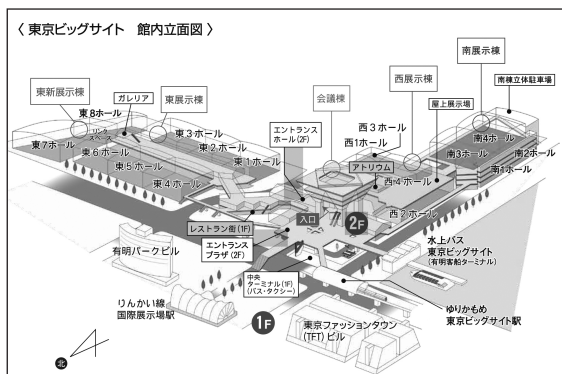 〈 東京ビッグサイト 館内立面図 〉
東新展示棟
ガレリア
東展示棟
会議棟
西展示棟
南展示棟
南棟立体駐車場
屋上展示場
東8ホール
リンク
スペース
東7ホール
東6ホール
東5ホール
東4ホール
東3ホール
東2ホール
東1ホール
エントランス
ホール(2F)
西3ホール
西1ホール
アトリウム
西4ホール
西2ホール
南4ホール
南3ホール
南2ホール
南1ホール
入口
2F
レストラン街(1F)
エントランス
プラザ(2F)
有明パークビル
中央
ターミナル(1F)
(バス・タクシー)
水上バス
東京ビッグサイト
(有明客船ターミナル)
りんかい線
国際展示場駅
1F
東京ファッションタウン
(TFT)ビル
ゆりかもめ
東京ビッグサイト駅
北